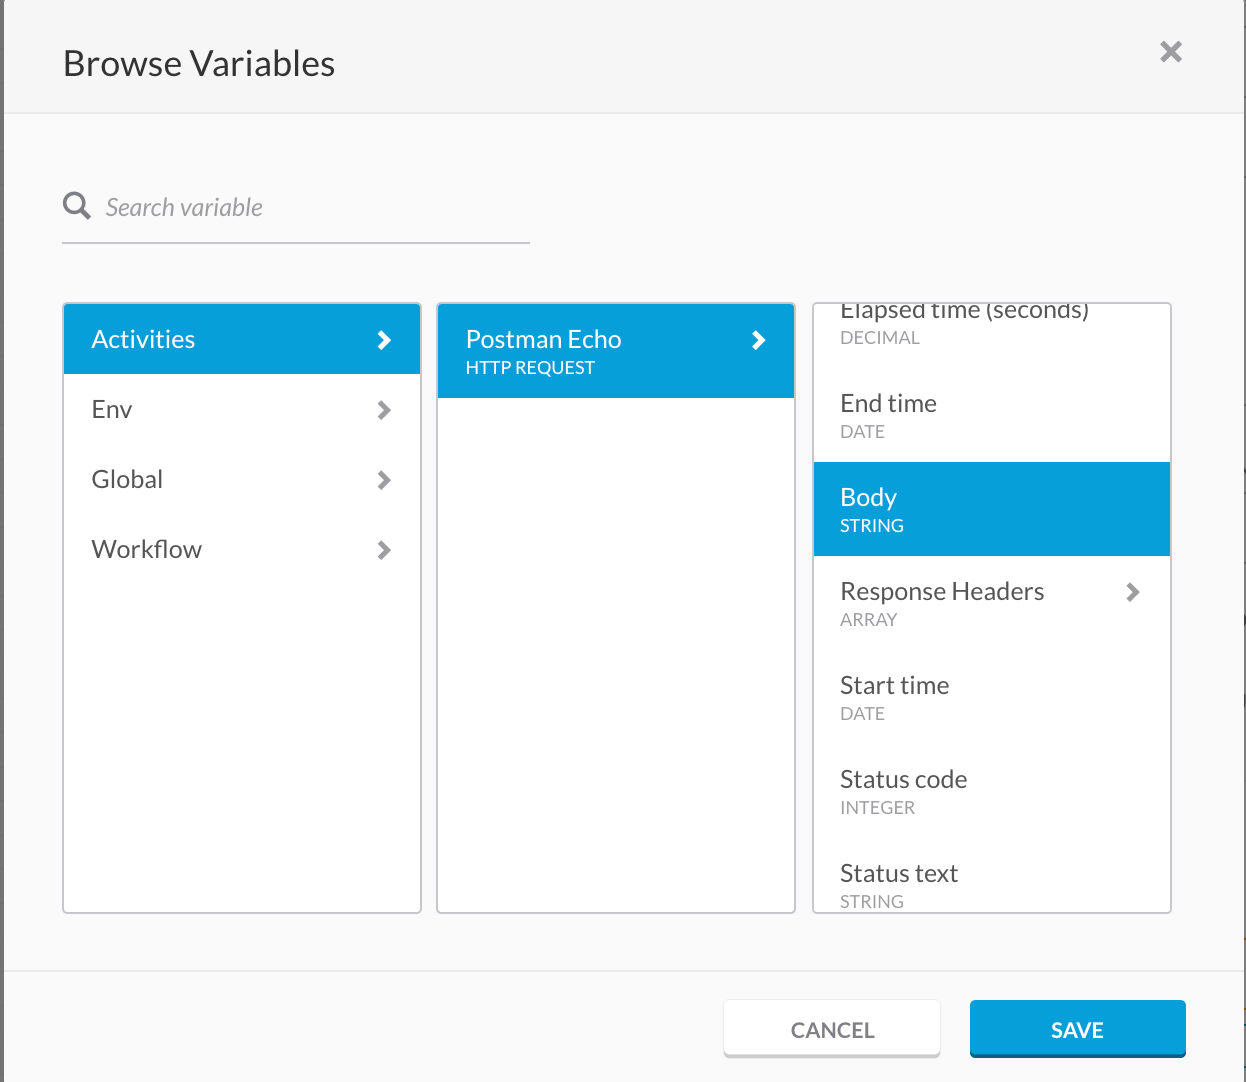 Browse Variables
Search variable
Activities
Env
Global
Workflow
Postman Echo
HTTP REQUEST
Elapsed time (seconds)
DECIMAL
End time
DATE
Body
STRING
Response Headers
ARRAY
Start time
DATE
Status code
INTEGER
Status text
STRING
CANCEL
SAVE